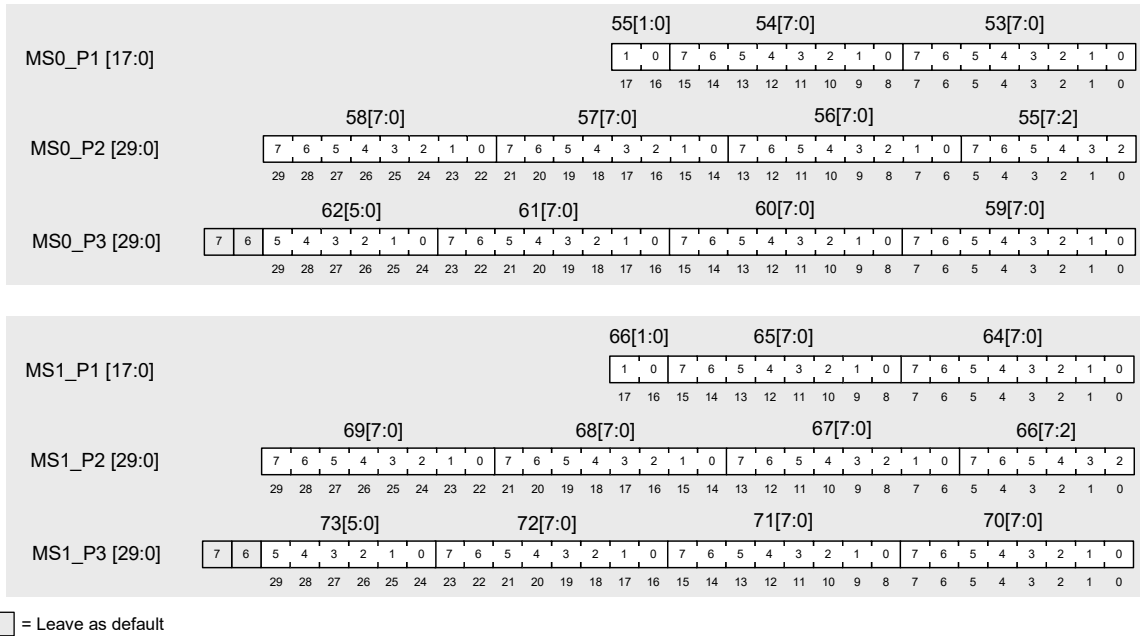 55[1:0] 54[7:0] 53[7:0]
MS0_P1 [17:0] 1 0 7 6 5 4 3 2 1 0 7 6 5 4 3 2 1 0
17 16 15 14 13 12 11 10 9 8 7 6 5 4 3 2 1 0
58[7:0] 57[7:0] 56[7:0] 55[7:2]
MS0_P2 [29:0] 7 6 5 4 3 2 1 0 7 6 5 4 3 2 1 0 7 6 5 4 3 2 1 0 7 6 5 4 3 2
29 28 27 26 25 24 23 22 21 20 19 18 17 16 15 14 13 12 11 10 9 8 7 6 5 4 3 2 1 0
62[5:0] 61[7:0] 60[7:0] 59[7:0]
MS0_P3 [29:0] 7 6 5 4 3 2 1 0 7 6 5 4 3 2 1 0 7 6 5 4 3 2 1 0 7 6 5 4 3 2 1 0
29 28 27 26 25 24 23 22 21 20 19 18 17 16 15 14 13 12 11 10 9 8 7 6 5 4 3 2 1 0
66[1:0] 65[7:0] 64[7:0]
MS1_P1 [17:0] 1 0 7 6 5 4 3 2 1 0 7 6 5 4 3 2 1 0
17 16 15 14 13 12 11 10 9 8 7 6 5 4 3 2 1 0
69[7:0] 68[7:0] 67[7:0] 66[7:2]
MS1_P2 [29:0] 7 6 5 4 3 2 1 0 7 6 5 4 3 2 1 0 7 6 5 4 3 2 1 0 7 6 5 4 3 2
29 28 27 26 25 24 23 22 21 20 19 18 17 16 15 14 13 12 11 10 9 8 7 6 5 4 3 2 1 0
73[5:0] 72[7:0] 71[7:0] 70[7:0]
MS1_P3 [29:0] 7 6 5 4 3 2 1 0 7 6 5 4 3 2 1 0 7 6 5 4 3 2 1 0 7 6 5 4 3 2 1 0
29 28 27 26 25 24 23 22 21 20 19 18 17 16 15 14 13 12 11 10 9 8 7 6 5 4 3 2 1 0
= Leave as default